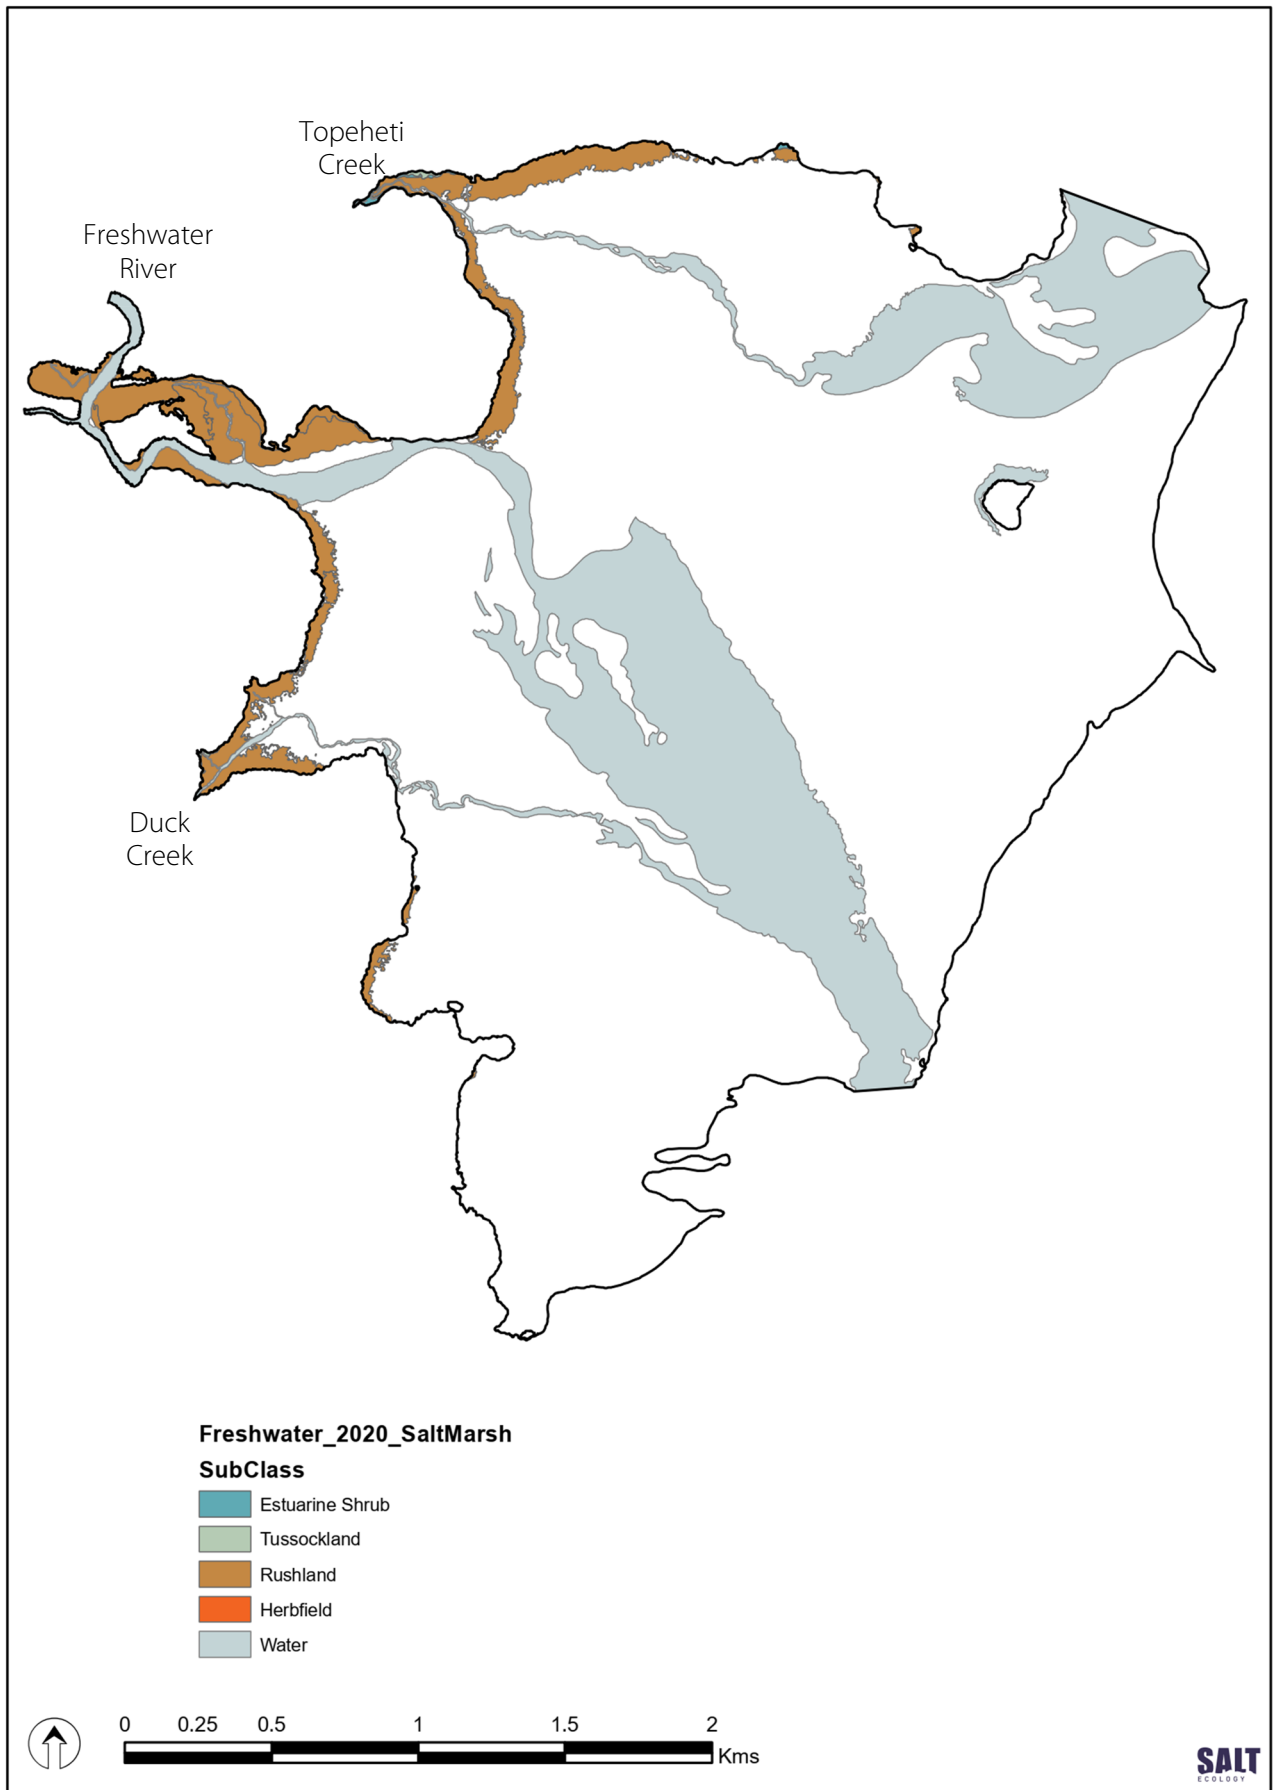 Topeheti
Creek
Freshwater
River
Duck
Creek
Freshwater_2020_SaltMarsh
SubClass
Estuarine Shrub
Tussockland
Rushland
Herbfield
Water
0 0.25 0.5 1 1.5 2
Kms
SALT
ECOLOGY